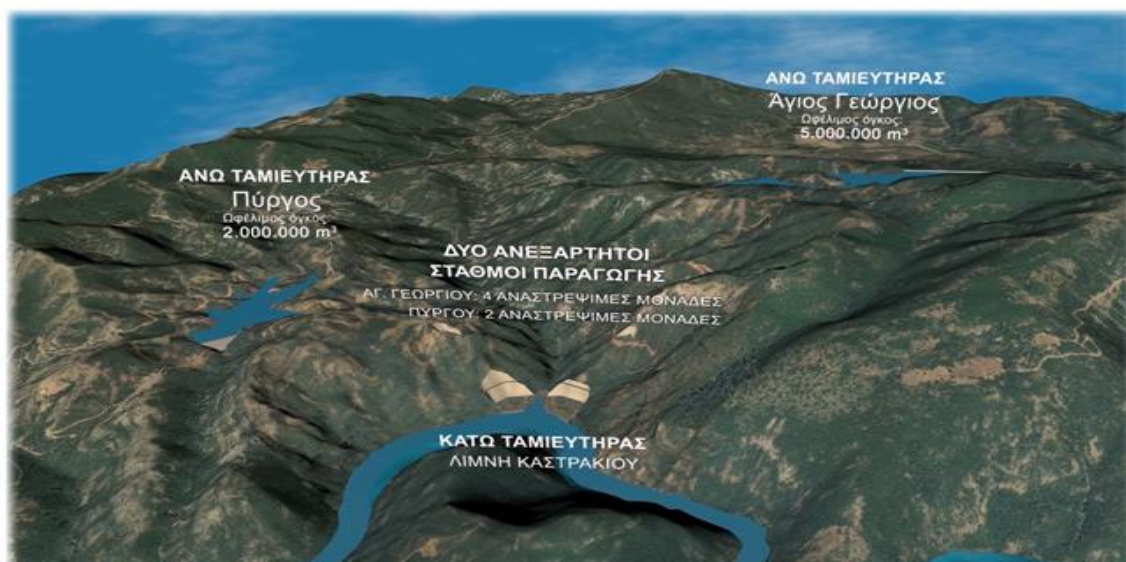 ΑΝΩ ΤΑΜΙΕΥΤΗΡΑΣ
Άγιος Γεώργιος
Ωφέλιμος όγκος:
5.000.000 m³
ΑΝΩ ΤΑΜΙΕΥΤΗΡΑΣ
Πύργος
Ωφέλιμος όγκος:
2.000.000 m³
ΔΥΟ ΑΝΕΞΑΡΤΗΤΟΙ
ΣΤΑΘΜΟΙ ΠΑΡΑΓΩΓΗΣ
ΑΓ. ΓΕΩΡΓΙΟΥ: 4 ΑΝΑΣΤΡΕΨΙΜΕΣ ΜΟΝΑΔΕΣ
ΠΥΡΓΟΥ: 2 ΑΝΑΣΤΡΕΨΙΜΕΣ ΜΟΝΑΔΕΣ
ΚΑΤΩ ΤΑΜΙΕΥΤΗΡΑΣ
ΛΙΜΝΗ ΚΑΣΤΡΑΚΙΟΥ